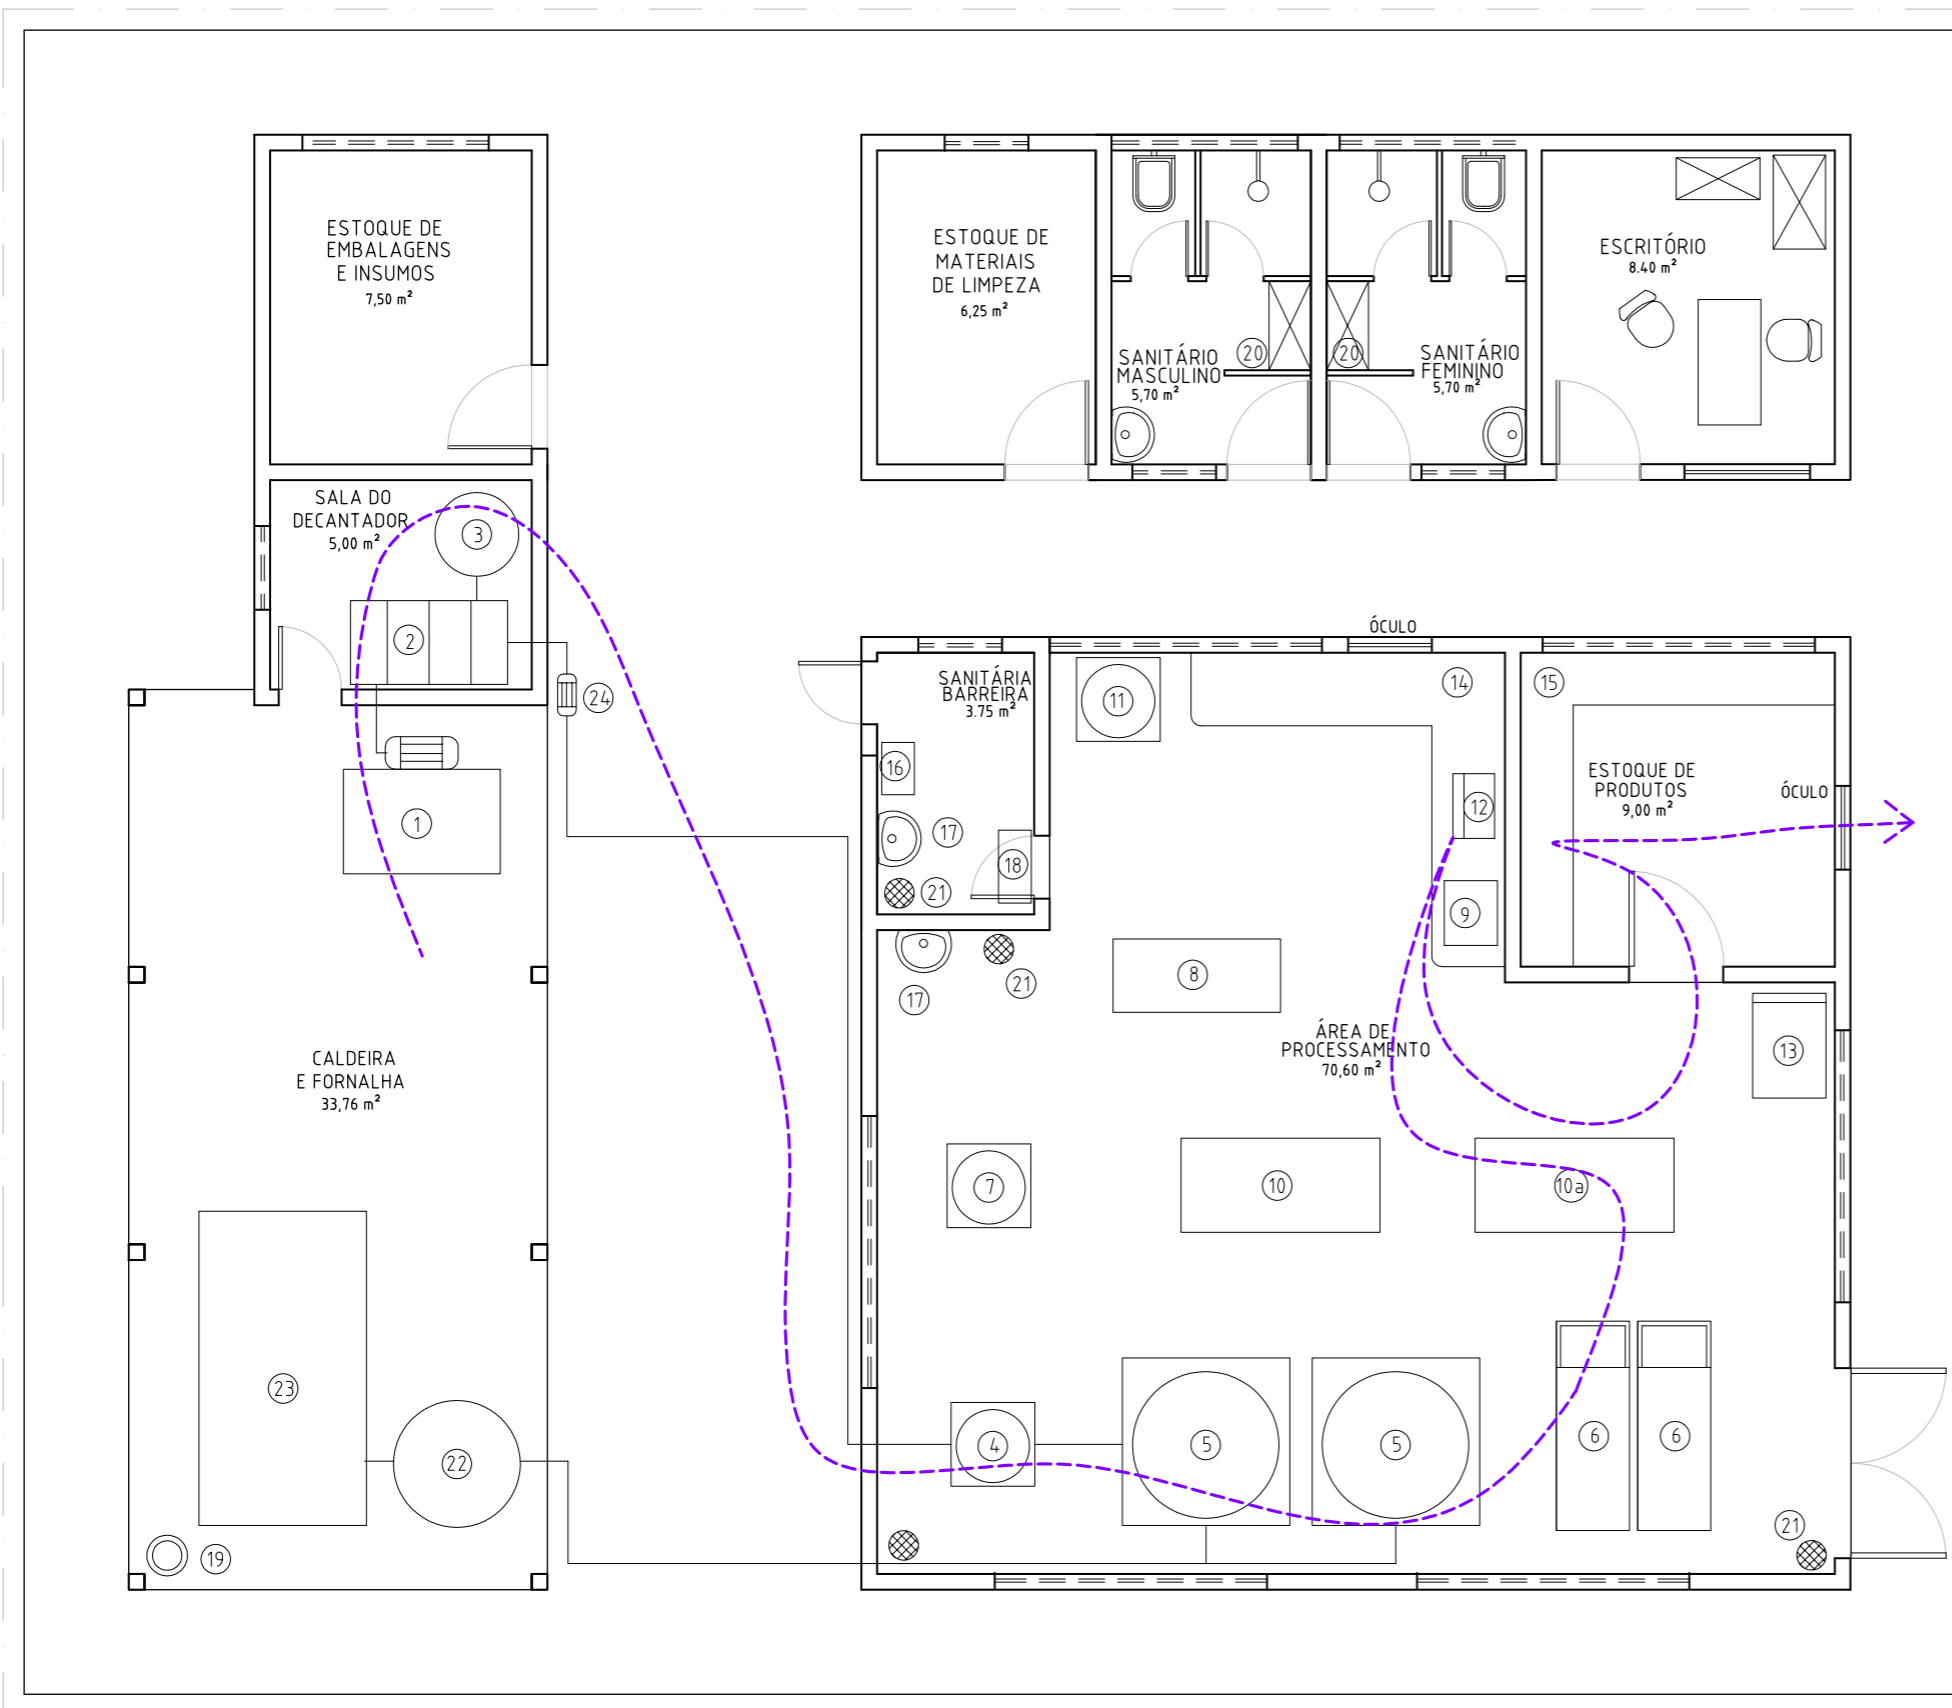 ESTOQUE DE
EMBALAGENS
E INSUMOS
7,50 m²
ESTOQUE DE
MATERIAIS
DE LIMPEZA
6,25 m²
SANITÁRIO
MASCULINO
5,70 m²
20
20
SANITÁRIO
FEMININO
5,70 m²
ESCRITÓRIO
8.40 m²
SALA DO
DECANTADOR
5,00 m²
3
2
24
1
CALDEIRA
E FORNALHA
33,76 m²
23
22
19
SANITÁRIA
BARREIRA
3.75 m²
16
17
18
21
17
21
11
ÓCULO
14
12
9
8
15
ESTOQUE DE
PRODUTOS
9,00 m²
ÓCULO
ÁREA DE
PROCESSAMENTO
70,60 m²
13
7
10
10a
4
5
5
6
6
21